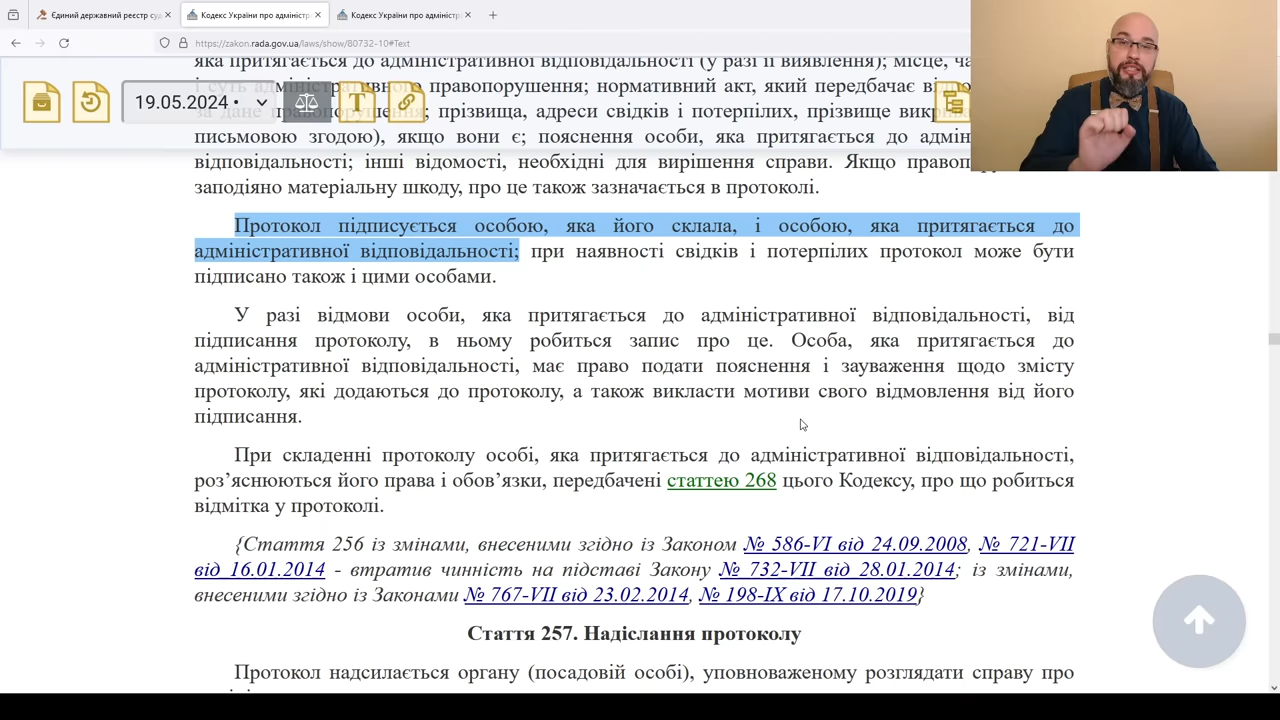 Єдиний державний реєстр су
Кодекс України про адміністр
Кодекс України про адміністр
https://zakon.rada.gov.ua/laws/show/80732-10#Text
яка притягається до адміністративної відповідальності (у разі її виявлення); місце, ча
19.05.2024 •
і суть адміністративного правопорушення; нормативний акт, який передбачає відпо
за дане правопорушення; прізвища, адреси свідків і потерпілих, прізвище викри
письмовою згодою), якщо вони є; пояснення особи, яка притягається до адмін
відповідальності; інші відомості, необхідні для вирішення справи. Якщо правопор
заподіяно матеріальну шкоду, про це також зазначається в протоколі.
Протокол підписується особою, яка його склала, і особою, яка притягається до
адміністративної відповідальності; при наявності свідків і потерпілих протокол може бути
підписано також і цими особами.
У разі відмови особи, яка притягається до адміністративної відповідальності, від
підписання протоколу, в ньому робиться запис про це. Особа, яка притягається до
адміністративної відповідальності, має право подати пояснення і зауваження щодо змісту
протоколу, які додаються до протоколу, а також викласти мотиви свого відмовлення від його
підписання.
При складенні протоколу особі, яка притягається до адміністративної відповідальності,
роз’яснюються його права і обов’язки, передбачені статтею 268 цього Кодексу, про що робиться
відмітка у протоколі.
{Стаття 256 із змінами, внесеними згідно із Законом № 586-VI від 24.09.2008, № 721-VII
від 16.01.2014 - втратив чинність на підставі Закону № 732-VII від 28.01.2014; із змінами,
внесеними згідно із Законами № 767-VII від 23.02.2014, № 198-IX від 17.10.2019}
Стаття 257. Надіслання протоколу
Протокол надсилається органу (посадовій особі), уповноваженому розглядати справу про